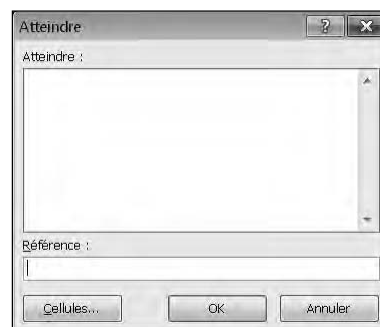 Atteindre
Atteindre :
Référence :
Cellules...
OK
Annuler